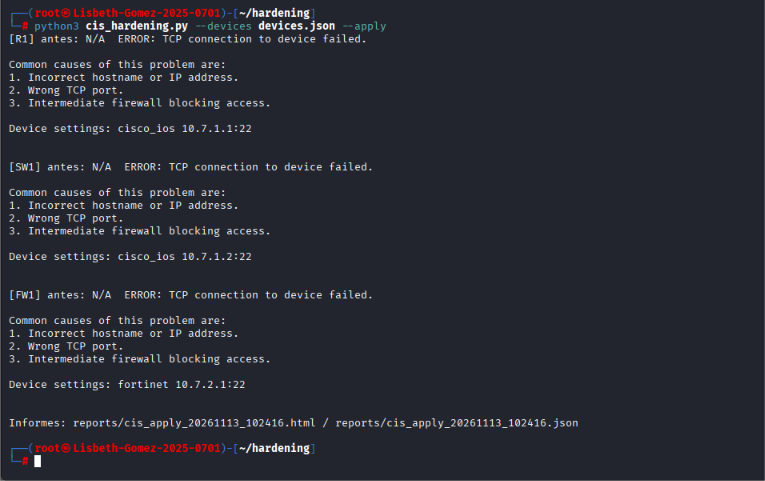 ┌──(root㉿Lisbeth-Gomez-2025-0701)-[~/hardening]
└─# python3 cis_hardening.py --devices devices.json --apply
[R1] antes: N/A  ERROR: TCP connection to device failed.

Common causes of this problem are:
1. Incorrect hostname or IP address.
2. Wrong TCP port.
3. Intermediate firewall blocking access.

Device settings: cisco_ios 10.7.1.1:22


[SW1] antes: N/A  ERROR: TCP connection to device failed.

Common causes of this problem are:
1. Incorrect hostname or IP address.
2. Wrong TCP port.
3. Intermediate firewall blocking access.

Device settings: cisco_ios 10.7.1.2:22


[FW1] antes: N/A  ERROR: TCP connection to device failed.

Common causes of this problem are:
1. Incorrect hostname or IP address.
2. Wrong TCP port.
3. Intermediate firewall blocking access.

Device settings: fortinet 10.7.2.1:22


Informes: reports/cis_apply_20261113_102416.html / reports/cis_apply_20261113_102416.json

┌──(root㉿Lisbeth-Gomez-2025-0701)-[~/hardening]
└─#